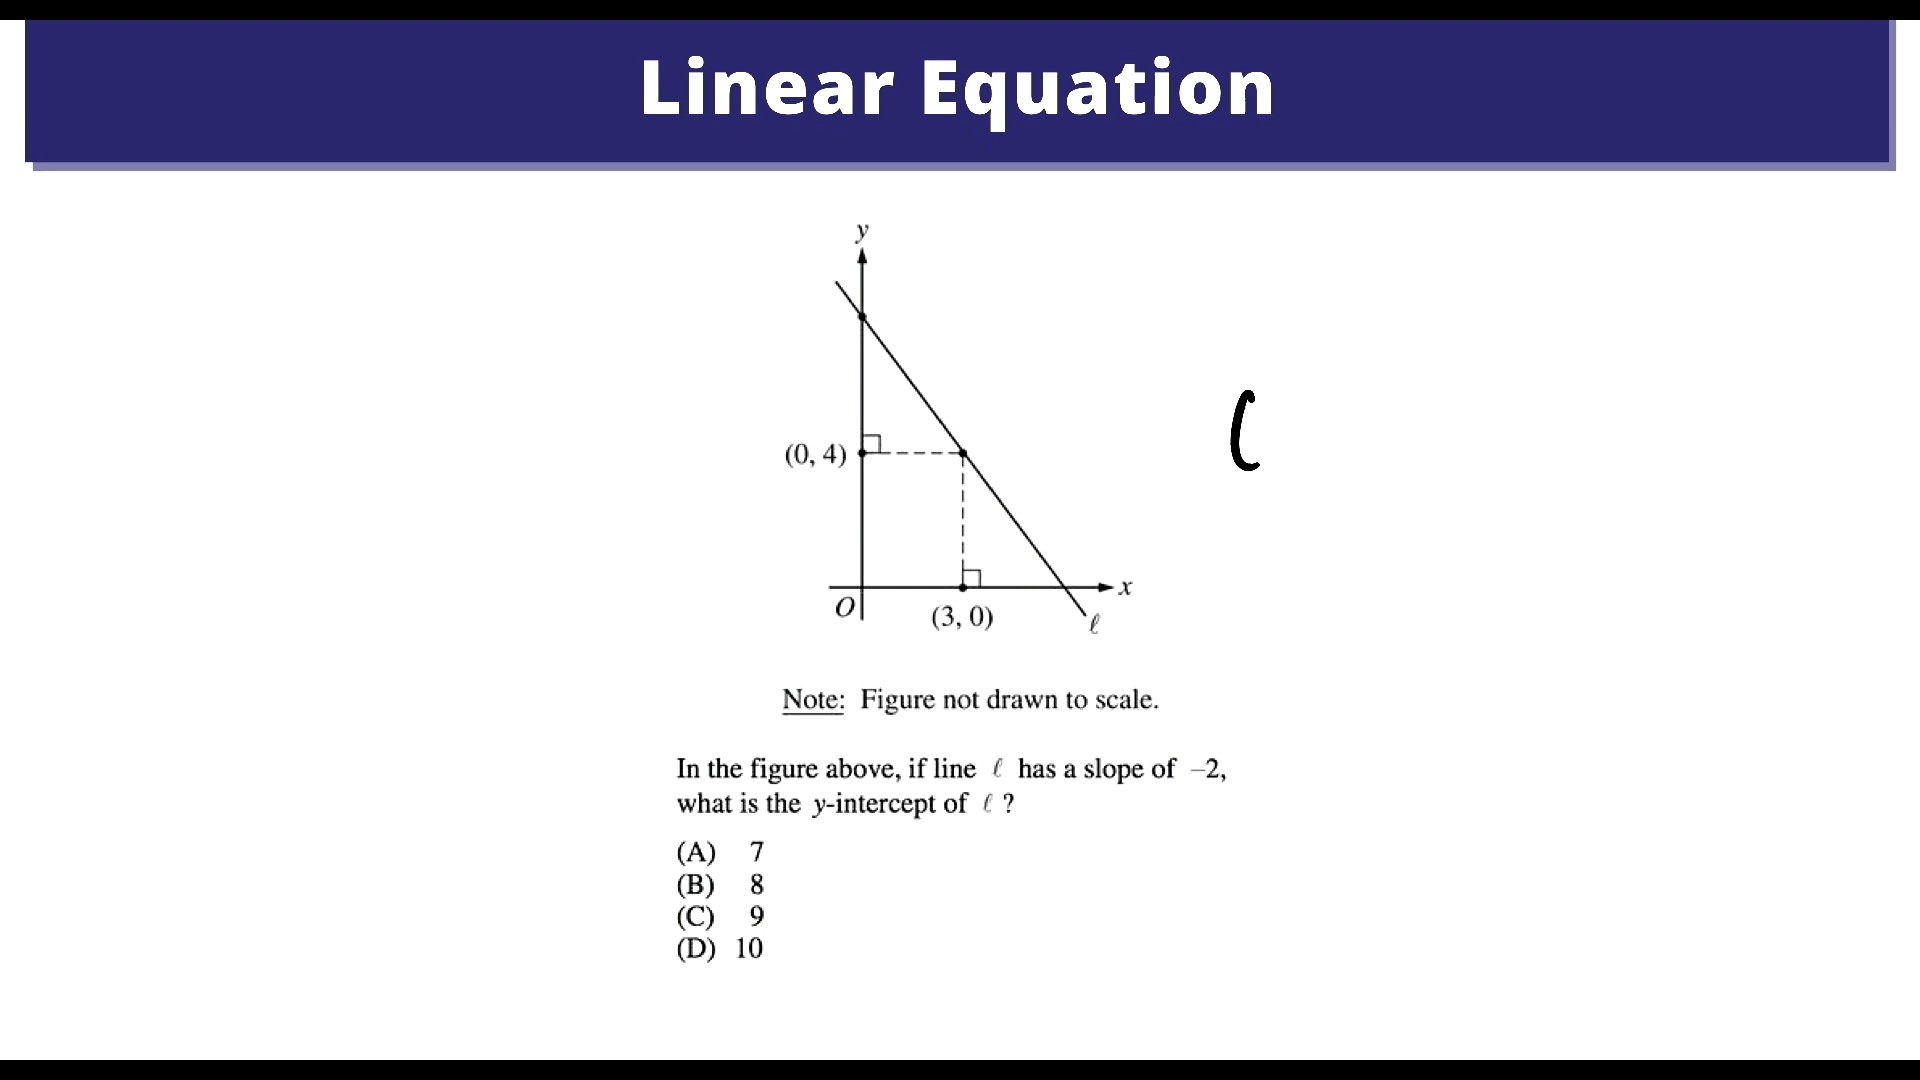 Linear Equation
y
(0, 4)
O
(3, 0)
x
ℓ
(
Note: Figure not drawn to scale.
In the figure above, if line ℓ has a slope of –2,
what is the y-intercept of ℓ ?
(A) 7
(B) 8
(C) 9
(D) 10